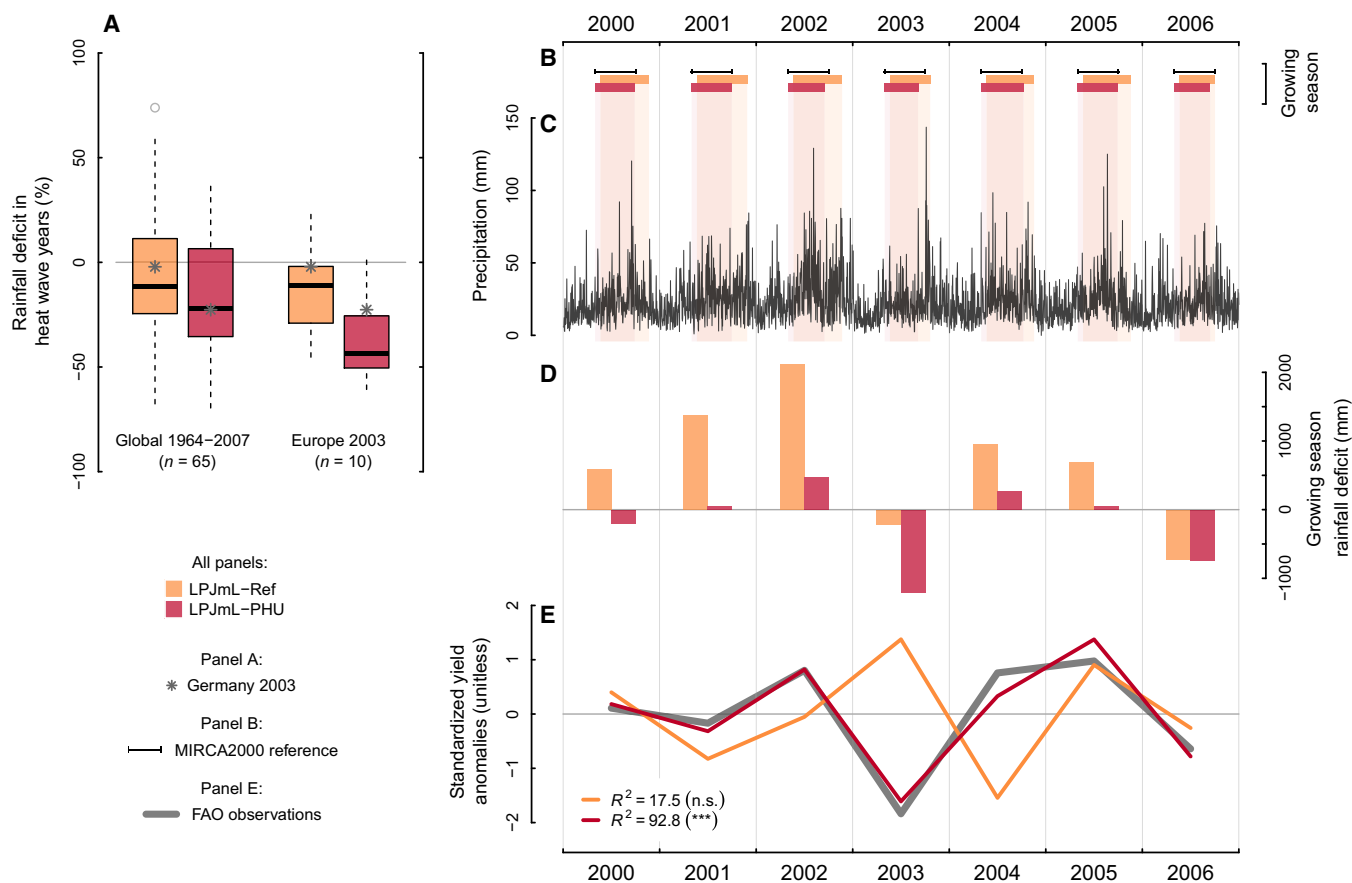 A
100
50
0
−50
−100
Rainfall deficit in
heat wave years (%)
Global 1964−2007
(n = 65)
Europe 2003
(n = 10)
All panels:
LPJmL−Ref
LPJmL−PHU
Panel A:
Germany 2003
Panel B:
MIRCA2000 reference
Panel E:
FAO observations
2000 2001 2002 2003 2004 2005 2006
B
Growing
season
C
150
100
50
0
Precipitation (mm)
D
2000
1000
0
−1000
Growing season
rainfall deficit (mm)
E
2
1
0
−1
−2
Standardized yield
anomalies (unitless)
R² = 17.5 (n.s.)
R² = 92.8 (***)
2000 2001 2002 2003 2004 2005 2006